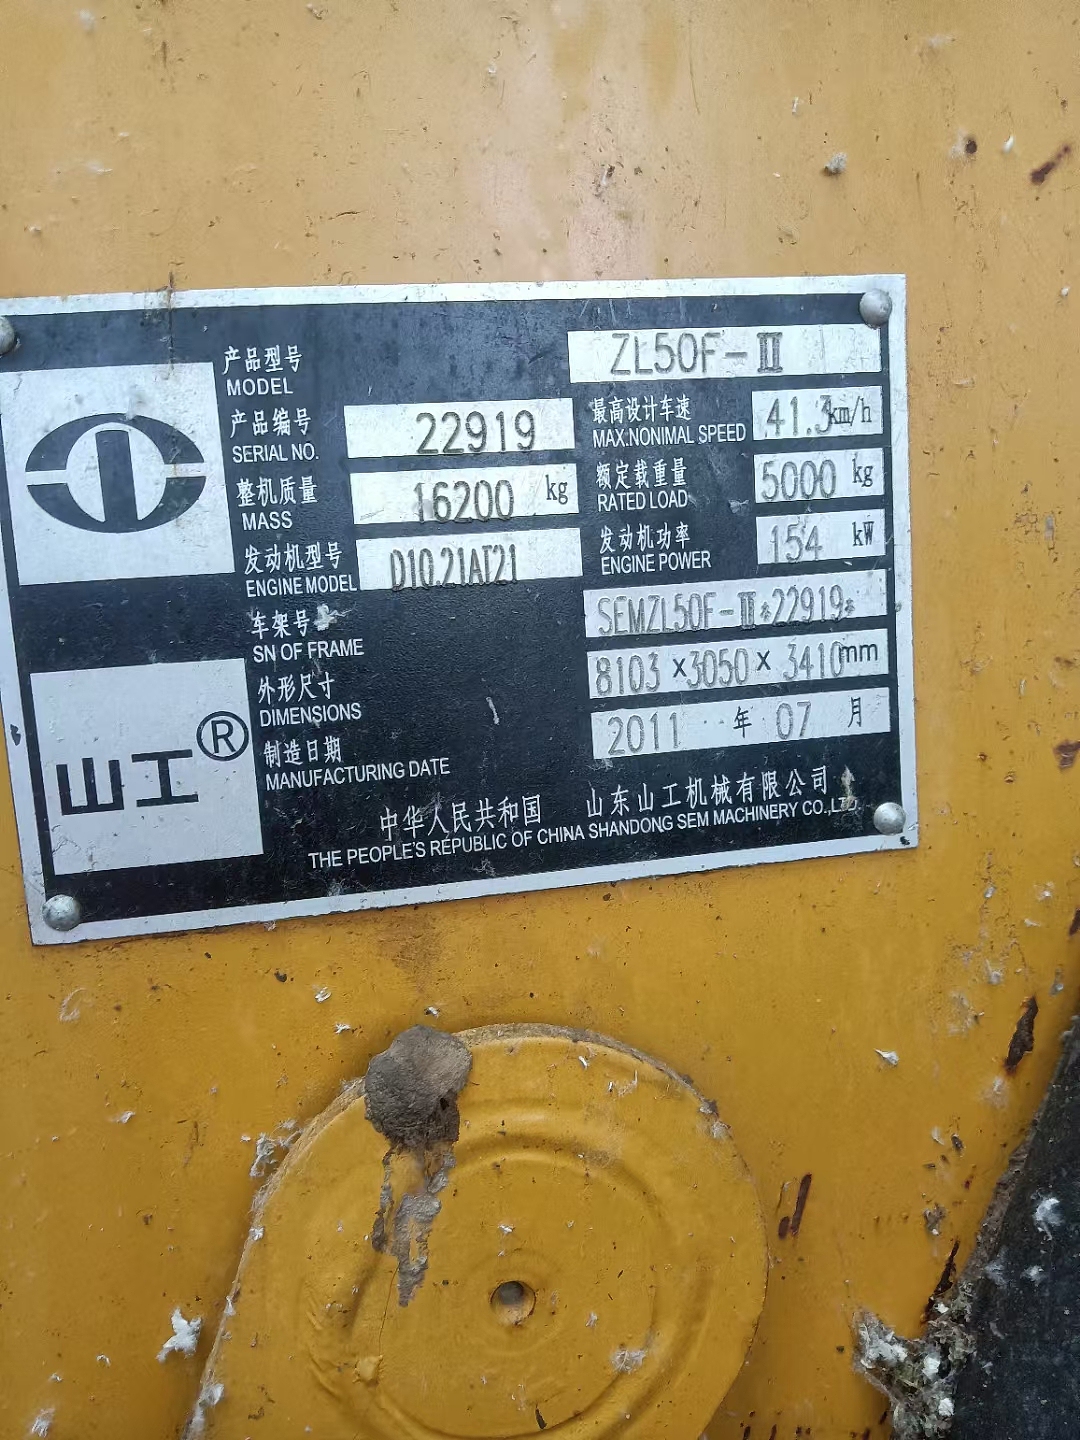 产品型号 ZL50F-Ⅲ
MODEL
产品编号 22919 最高设计车速 41.3km/h
SERIAL NO. MAX.NONIMAL SPEED
整机质量 16200 kg 额定载重量 5000 kg
MASS RATED LOAD
发动机型号 D10.21AT21 发动机功率 154 kW
ENGINE MODEL ENGINE POWER
车架号 SEMZL50F-Ⅲ*22919*
SN OF FRAME
外形尺寸 8103 x 3050 x 3410mm
DIMENSIONS
制造日期 2011 年 07 月
MANUFACTURING DATE
山工®
中华人民共和国 山东山工机械有限公司
THE PEOPLE'S REPUBLIC OF CHINA SHANDONG SEM MACHINERY CO.,LTD.